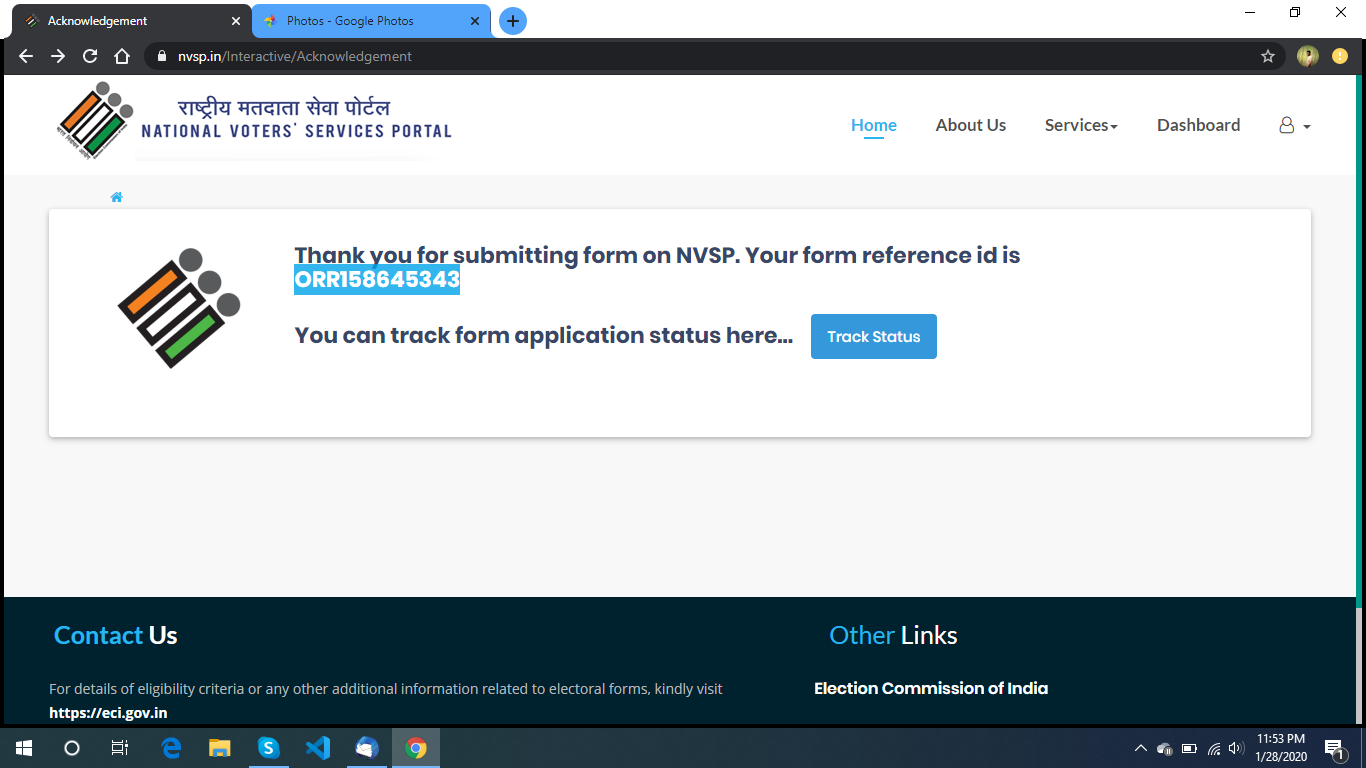 Acknowledgement
Photos - Google Photos
nvsp.in/Interactive/Acknowledgement
राष्ट्रीय मतदाता सेवा पोर्टल
NATIONAL VOTERS' SERVICES PORTAL
Home
About Us
Services
Dashboard
Thank you for submitting form on NVSP. Your form reference id is
ORR158645343
You can track form application status here...
Track Status
Contact Us
Other Links
For details of eligibility criteria or any other additional information related to electoral forms, kindly visit
https://eci.gov.in
Election Commission of India
11:53 PM
1/28/2020
1